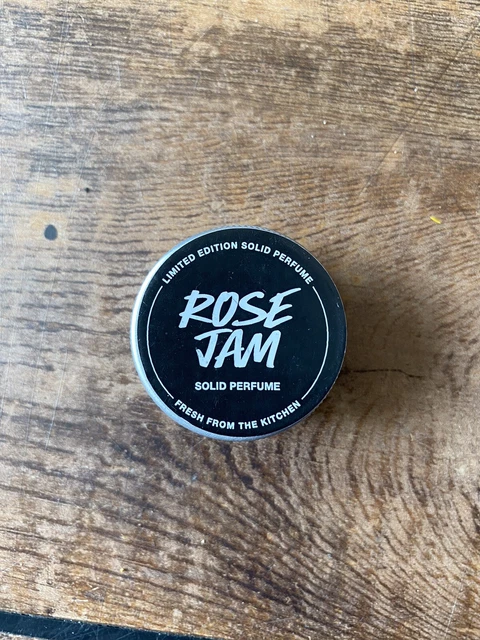 LIMITED EDITION SOLID PERFUME
ROSE
JAM
SOLID PERFUME
FRESH FROM THE KITCHEN